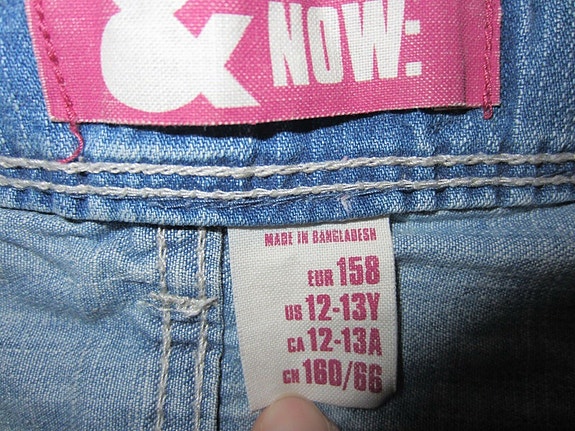 &
NOW:
MADE IN BANGLADESH
EUR 158
US 12-13Y
CA 12-13A
CN 160/66